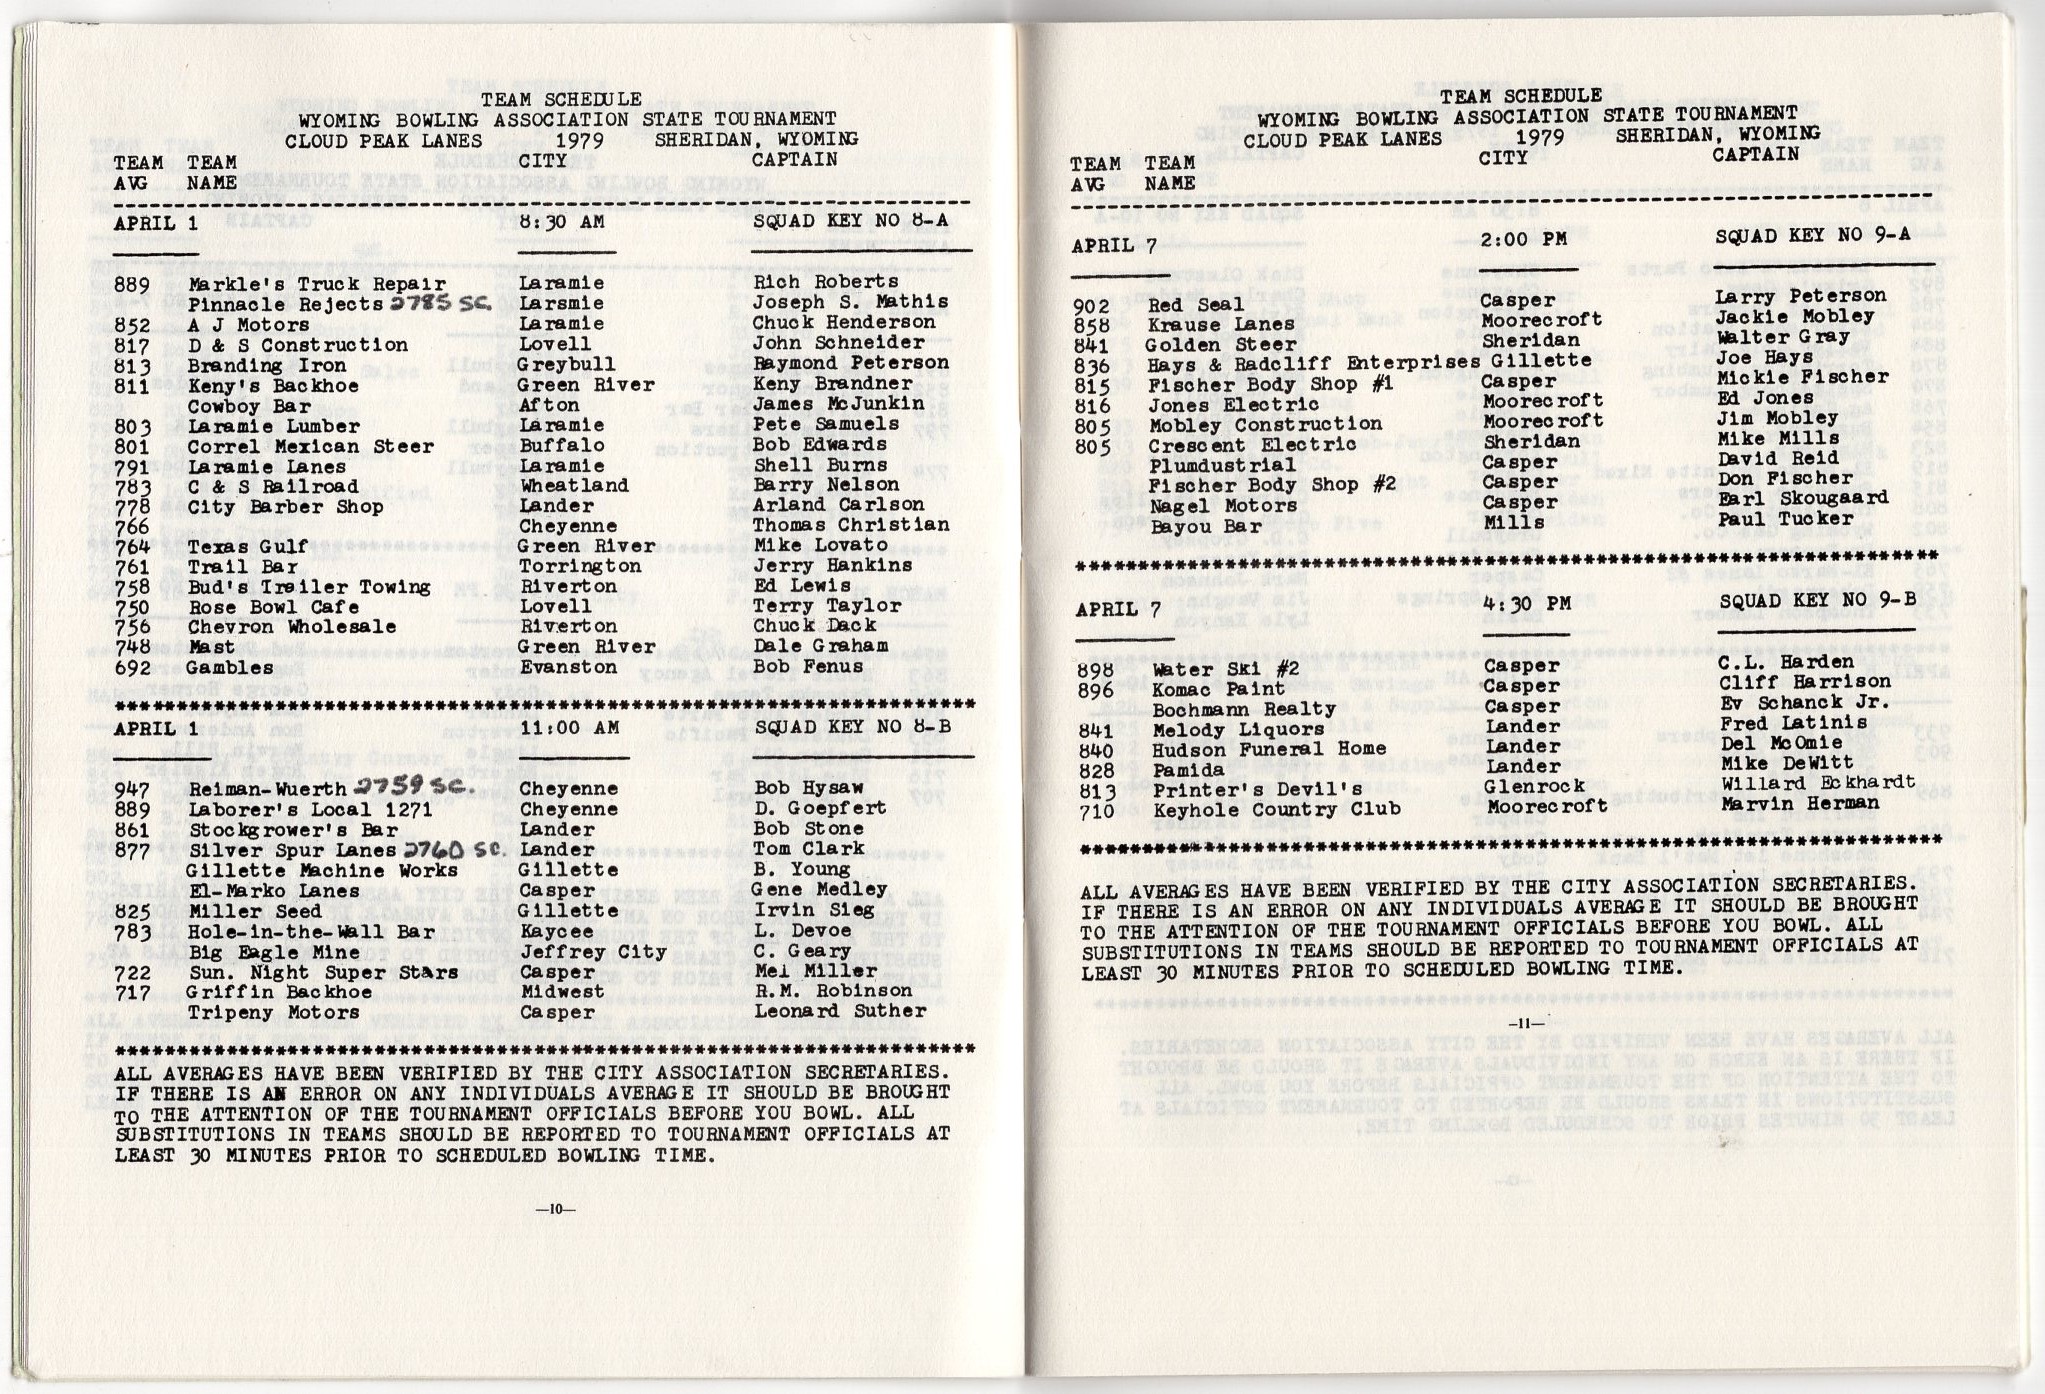 TEAM SCHEDULE
WYOMING BOWLING ASSOCIATION STATE TOURNAMENT
CLOUD PEAK LANES 1979 SHERIDAN, WYOMING
TEAM TEAM CITY CAPTAIN
AVG NAME
APRIL 1 8:30 AM SQUAD KEY NO 8-A
889 Markle's Truck Repair Laramie Rich Roberts
Pinnacle Rejects 2785 SC. Larsmie Joseph S. Mathis
852 A J Motors Laramie Chuck Henderson
817 D & S Construction Lovell John Schneider
813 Branding Iron Greybull Raymond Peterson
811 Keny's Backhoe Green River Keny Brandner
Cowboy Bar Afton James McJunkin
803 Laramie Lumber Laramie Pete Samuels
801 Correl Mexican Steer Buffalo Bob Edwards
791 Laramie Lanes Laramie Shell Burns
783 C & S Railroad Wheatland Barry Nelson
778 City Barber Shop Lander Arland Carlson
766 Cheyenne Thomas Christian
764 Texas Gulf Green River Mike Lovato
761 Trail Bar Torrington Jerry Hankins
758 Bud's Trailer Towing Riverton Ed Lewis
750 Rose Bowl Cafe Lovell Terry Taylor
756 Chevron Wholesale Riverton Chuck Dack
748 Mast Green River Dale Graham
692 Gambles Evanston Bob Fenus
*******************************************************************
APRIL 1 11:00 AM SQUAD KEY NO 8-B
947 Reiman-Wuerth 2759 SC. Cheyenne Bob Hysaw
889 Laborer's Local 1271 Cheyenne D. Goepfert
861 Stockgrower's Bar Lander Bob Stone
877 Silver Spur Lanes 2760 SC. Lander Tom Clark
Gillette Machine Works Gillette B. Young
El-Marko Lanes Casper Gene Medley
825 Miller Seed Gillette Irvin Sieg
783 Hole-in-the-Wall Bar Kaycee L. Devoe
Big Eagle Mine Jeffrey City C. Geary
722 Sun. Night Super Stars Casper Mel Miller
717 Griffin Backhoe Midwest R.M. Robinson
Tripeny Motors Casper Leonard Suther
*******************************************************************
ALL AVERAGES HAVE BEEN VERIFIED BY THE CITY ASSOCIATION SECRETARIES.
IF THERE IS AN ERROR ON ANY INDIVIDUALS AVERAGE IT SHOULD BE BROUGHT
TO THE ATTENTION OF THE TOURNAMENT OFFICIALS BEFORE YOU BOWL. ALL
SUBSTITUTIONS IN TEAMS SHOULD BE REPORTED TO TOURNAMENT OFFICIALS AT
LEAST 30 MINUTES PRIOR TO SCHEDULED BOWLING TIME.
—10—
TEAM SCHEDULE
WYOMING BOWLING ASSOCIATION STATE TOURNAMENT
CLOUD PEAK LANES 1979 SHERIDAN, WYOMING
TEAM TEAM CITY CAPTAIN
AVG NAME
APRIL 7 2:00 PM SQUAD KEY NO 9-A
902 Red Seal Casper Larry Peterson
858 Krause Lanes Moorecroft Jackie Mobley
841 Golden Steer Sheridan Walter Gray
836 Hays & Radcliff Enterprises Gillette Joe Hays
815 Fischer Body Shop #1 Casper Mickie Fischer
816 Jones Electric Moorecroft Ed Jones
805 Mobley Construction Moorecroft Jim Mobley
805 Crescent Electric Sheridan Mike Mills
Plumdustrial Casper David Reid
Fischer Body Shop #2 Casper Don Fischer
Nagel Motors Casper Earl Skougaard
Bayou Bar Mills Paul Tucker
*******************************************************************
APRIL 7 4:30 PM SQUAD KEY NO 9-B
898 Water Ski #2 Casper C.L. Harden
896 Komac Paint Casper Cliff Harrison
Bochmann Realty Casper Ev Schanck Jr.
841 Melody Liquors Lander Fred Latinis
840 Hudson Funeral Home Lander Del McOmie
828 Pamida Lander Mike DeWitt
813 Printer's Devil's Glenrock Willard Eckhardt
710 Keyhole Country Club Moorecroft Marvin Herman
*******************************************************************
ALL AVERAGES HAVE BEEN VERIFIED BY THE CITY ASSOCIATION SECRETARIES.
IF THERE IS AN ERROR ON ANY INDIVIDUALS AVERAGE IT SHOULD BE BROUGHT
TO THE ATTENTION OF THE TOURNAMENT OFFICIALS BEFORE YOU BOWL. ALL
SUBSTITUTIONS IN TEAMS SHOULD BE REPORTED TO TOURNAMENT OFFICIALS AT
LEAST 30 MINUTES PRIOR TO SCHEDULED BOWLING TIME.
—11—